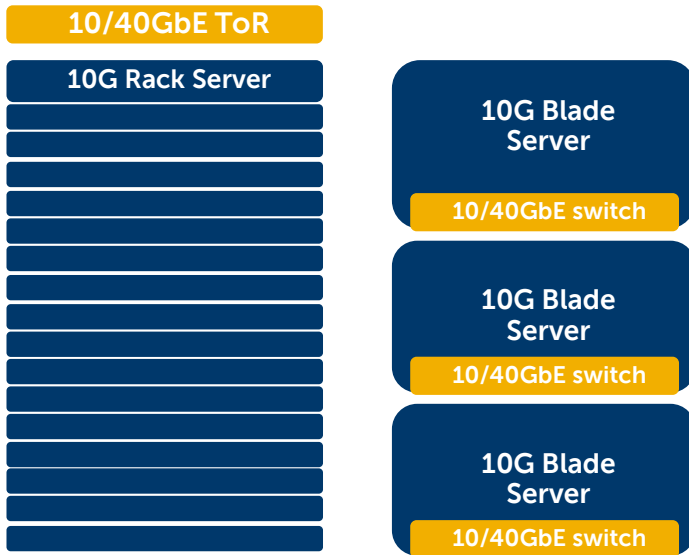 10/40GbE ToR
10G Rack Server
10G Blade
Server
10/40GbE switch
10G Blade
Server
10/40GbE switch
10G Blade
Server
10/40GbE switch